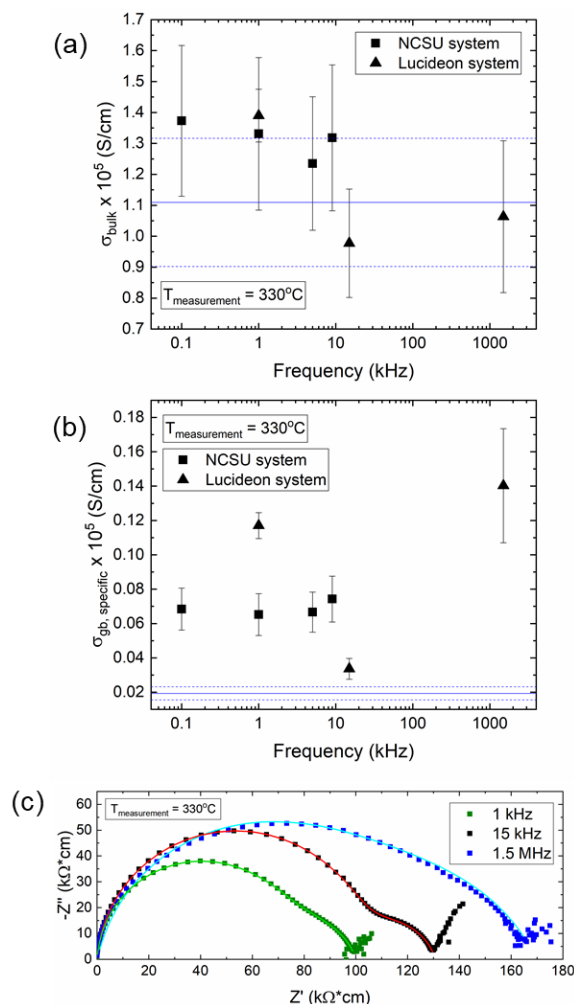 (a)
1.7
1.6
1.5
1.4
1.3
1.2
1.1
1.0
0.9
0.8
0.7
σbulk x 10⁵ (S/cm)
NCSU system
Lucideon system
Tmeasurement = 330°C
0.1 1 10 100 1000
Frequency (kHz)
(b)
0.18
0.16
0.14
0.12
0.10
0.08
0.06
0.04
0.02
σgb, specific x 10⁵ (S/cm)
Tmeasurement = 330°C
NCSU system
Lucideon system
0.1 1 10 100 1000
Frequency (kHz)
(c)
-60
-50
40
30
20
10
0
-Z'' (kΩ*cm)
Tmeasurement = 330°C
1 kHz
15 kHz
1.5 MHz
0 20 40 60 80 100 120 140 160 180
Z' (kΩ*cm)